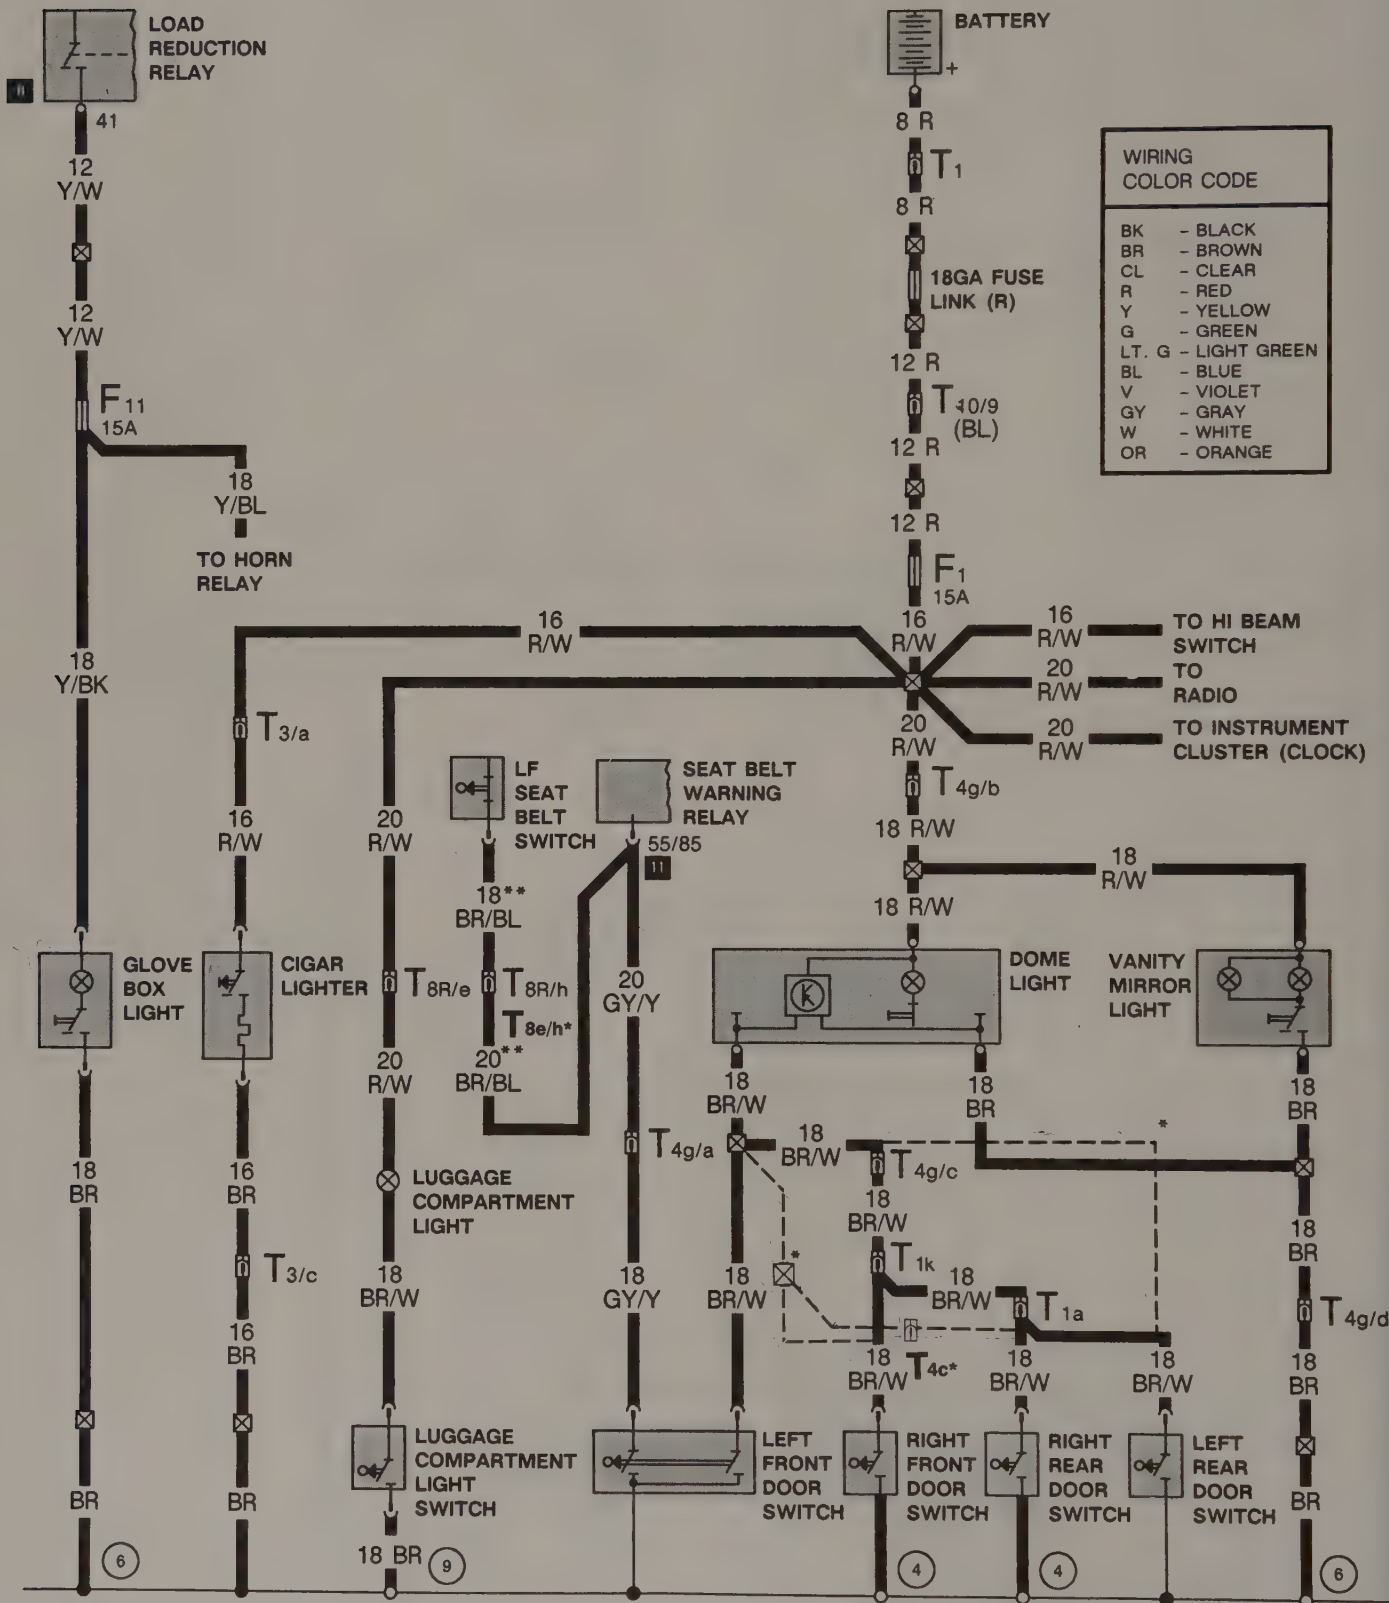 LOAD
REDUCTION
RELAY
41
12
Y/W
12
Y/W
F11
15A
18
Y/BL
TO HORN
RELAY
18
Y/BK
GLOVE
BOX
LIGHT
18
BR
BR
6
BATTERY
+
8 R
T1
8 R
18GA FUSE
LINK (R)
12 R
T10/9
(BL)
12 R
12 R
F1
15A
16
R/W
WIRING
COLOR CODE
BK - BLACK
BR - BROWN
CL - CLEAR
R - RED
Y - YELLOW
G - GREEN
LT. G - LIGHT GREEN
BL - BLUE
V - VIOLET
GY - GRAY
W - WHITE
OR - ORANGE
16
R/W
TO HI BEAM
SWITCH
20
R/W
TO
RADIO
20
R/W
TO INSTRUMENT
CLUSTER (CLOCK)
16
R/W
T3/a
16
R/W
CIGAR
LIGHTER
16
BR
T3/c
16
BR
BR
20
R/W
T8R/e
20
R/W
LUGGAGE
COMPARTMENT
LIGHT
18
BR/W
LUGGAGE
COMPARTMENT
LIGHT
SWITCH
18 BR
9
LF
SEAT
BELT
SWITCH
18**
BR/BL
T8R/h
T8e/h*
20**
BR/BL
SEAT BELT
WARNING
RELAY
55/85
11
20
GY/Y
T4g/a
18
GY/Y
20
R/W
T4g/b
18 R/W
18 R/W
18
R/W
DOME
LIGHT
k
VANITY
MIRROR
LIGHT
18
BR/W
18
BR
18
BR
18
BR/W
T4g/c
*
18
BR/W
18
BR
T1k
*
18
BR/W
18
BR/W
T1a
T4g/d
18
BR/W
T4c*
18
BR/W
18
BR/W
18
BR
LEFT
FRONT
DOOR
SWITCH
RIGHT
FRONT
DOOR
SWITCH
RIGHT
REAR
DOOR
SWITCH
LEFT
REAR
DOOR
SWITCH
BR
4
4
6